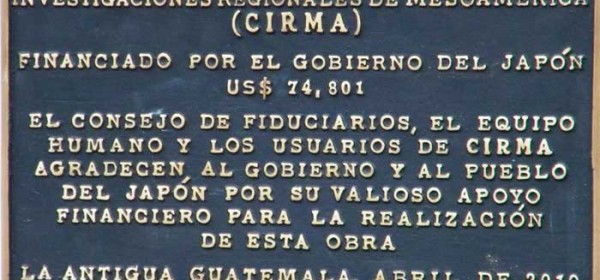 INVESTIGACIONES REGIONALES DE MESOAMÉRICA
(CIRMA)
FINANCIADO POR EL GOBIERNO DEL JAPÓN
US$ 74,801
EL CONSEJO DE FIDUCIARIOS, EL EQUIPO
HUMANO Y LOS USUARIOS DE CIRMA
AGRADECEN AL GOBIERNO Y AL PUEBLO
DEL JAPÓN POR SU VALIOSO APOYO
FINANCIERO PARA LA REALIZACIÓN
DE ESTA OBRA
LA ANTIGUA GUATEMALA, ABRIL DE